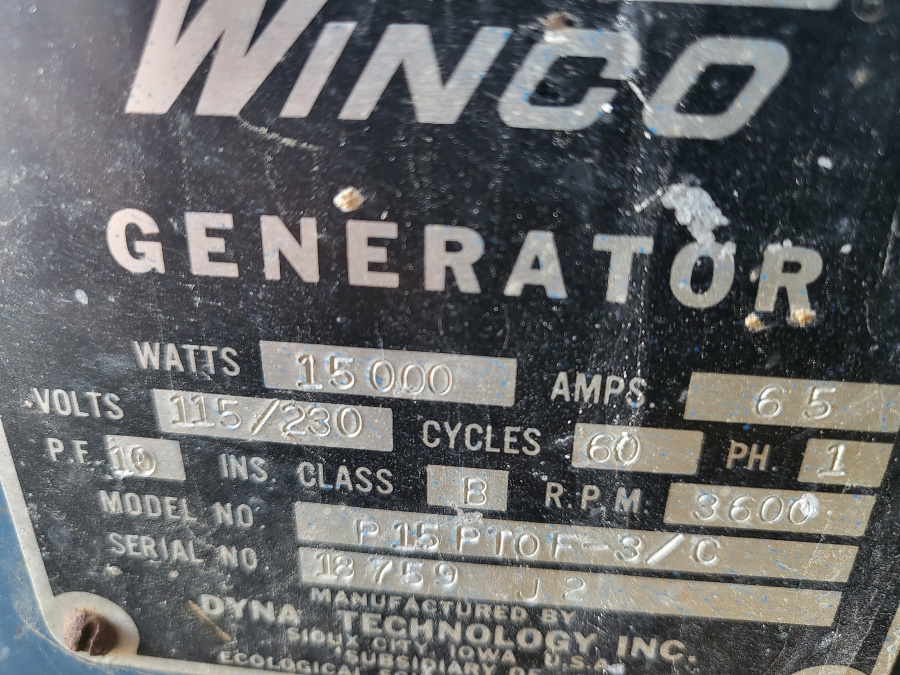 WINCO
GENERATOR
WATTS 15000 AMPS. 65
VOLTS 115/230 CYCLES 60 PH. 1
P.F. 10 INS. CLASS B R.P.M. 3600
MODEL NO. P15PTOF-3/C
SERIAL NO. 18759 J2
MANUFACTURED BY
DYNA TECHNOLOGY, INC.
SIOUX CITY, IOWA, U.S.A.
SUBSIDIARY OF
ECOLOGICAL